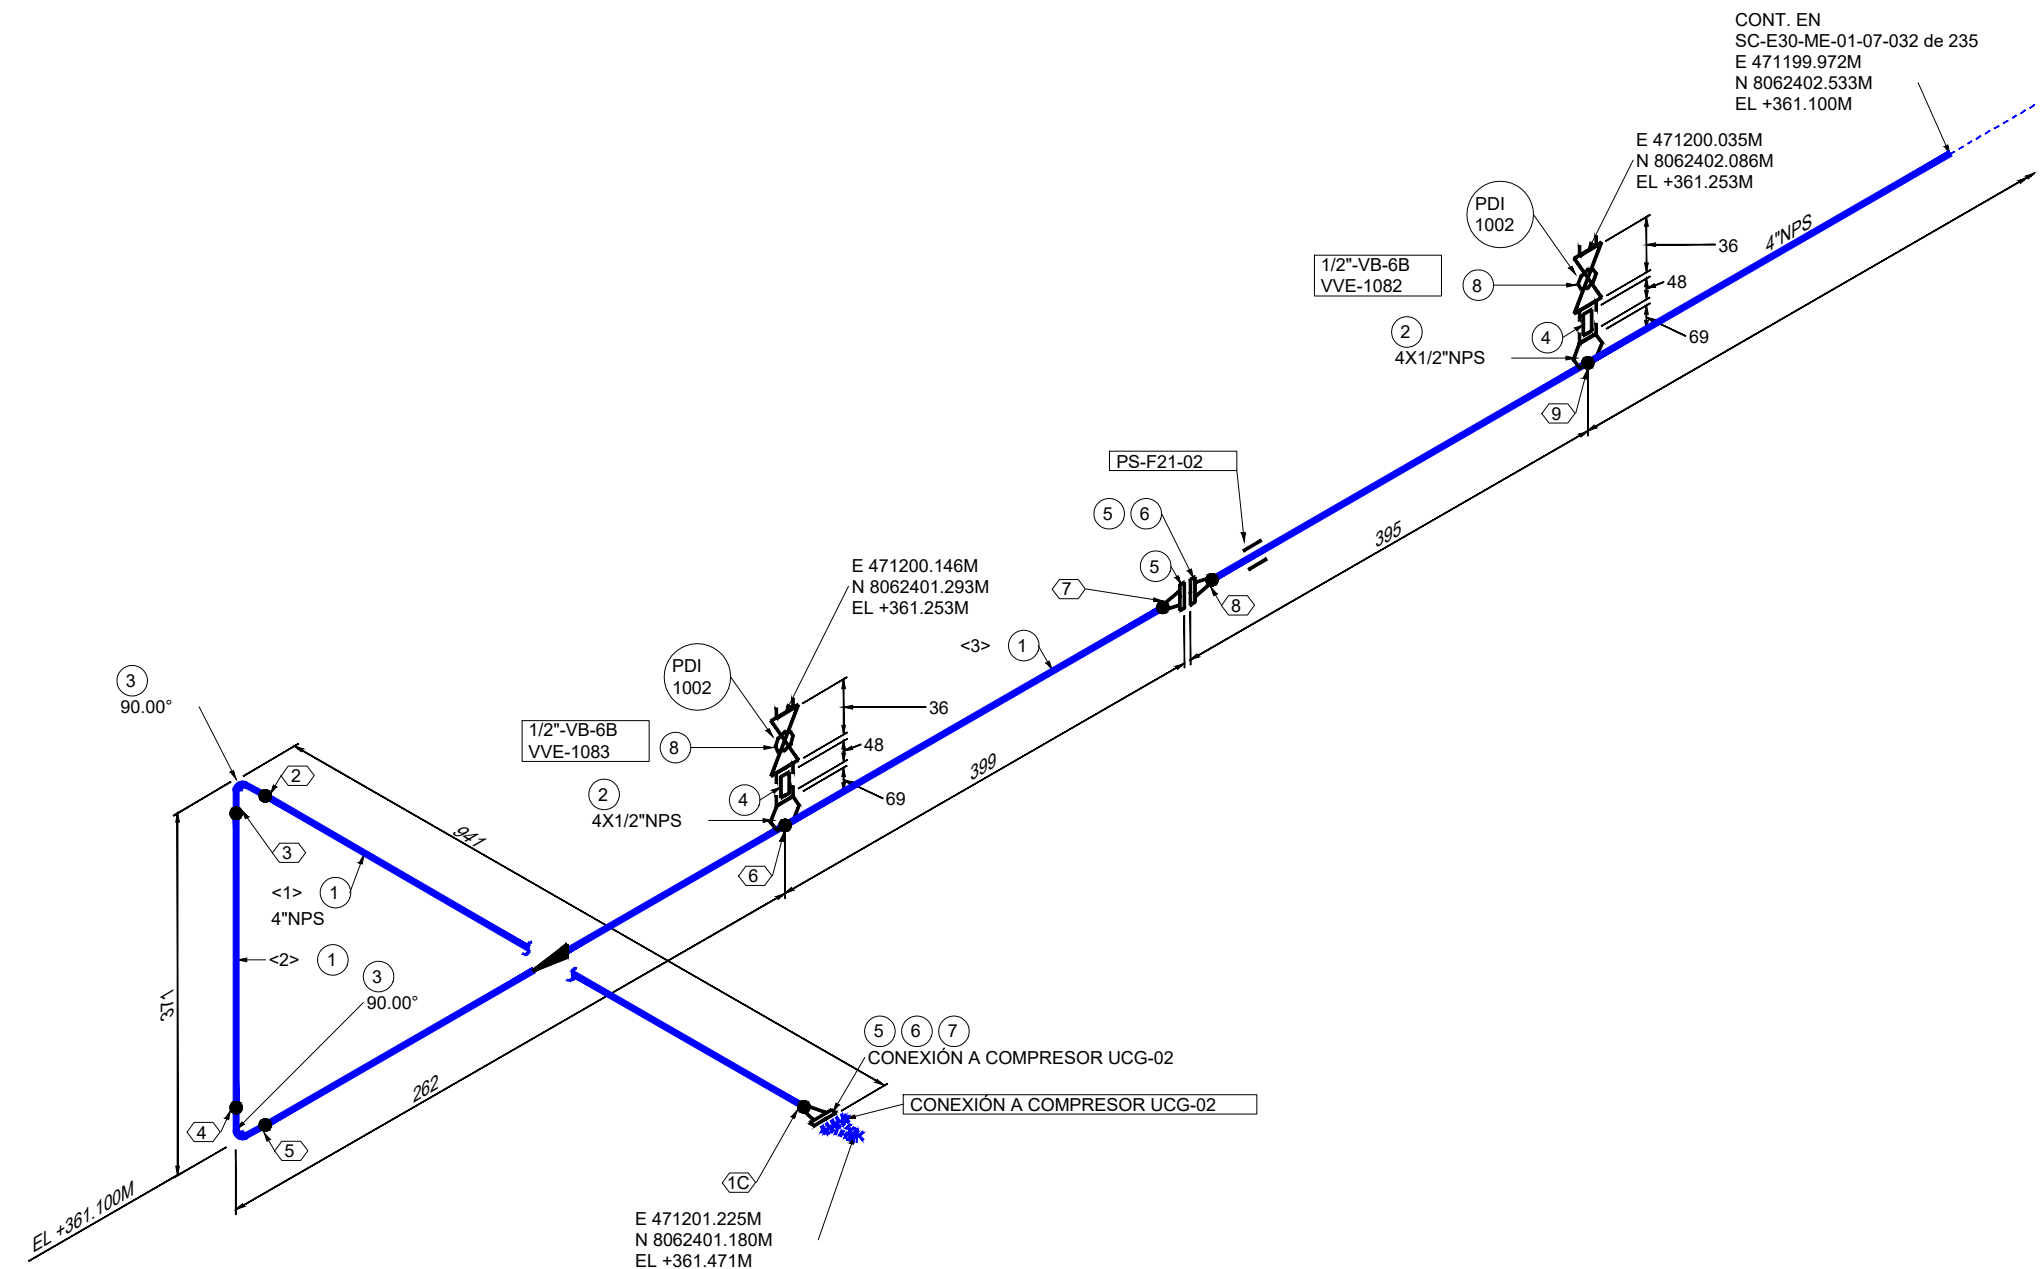 CONT. EN
SC-E30-ME-01-07-032 de 235
E 471199.972M
N 8062402.533M
EL +361.100M
E 471200.035M
N 8062402.086M
EL +361.253M
PDI
1002
4"NPS
36
1/2"-VB-6B
VVE-1082
8
48
2
4X1/2"NPS
4
69
9
PS-F21-02
5
6
395
5
7
8
E 471200.146M
N 8062401.293M
EL +361.253M
<3>
1
PDI
1002
3
90.00°
36
1/2"-VB-6B
VVE-1083
8
48
399
2
4X1/2"NPS
4
69
2
941
3
6
<1>
1
4"NPS
<2>
1
3
90.00°
371
5
6
7
CONEXIÓN A COMPRESOR UCG-02
262
CONEXIÓN A COMPRESOR UCG-02
4
5
1C
EL +361.100M
E 471201.225M
N 8062401.180M
EL +361.471M